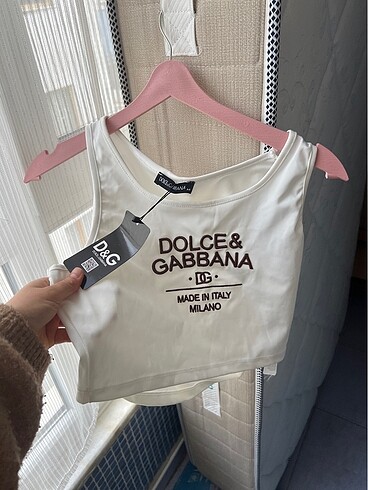 DOLCE & GABBANA
D&G
DOLCE&
GABBANA
DG
MADE IN ITALY
MILANO